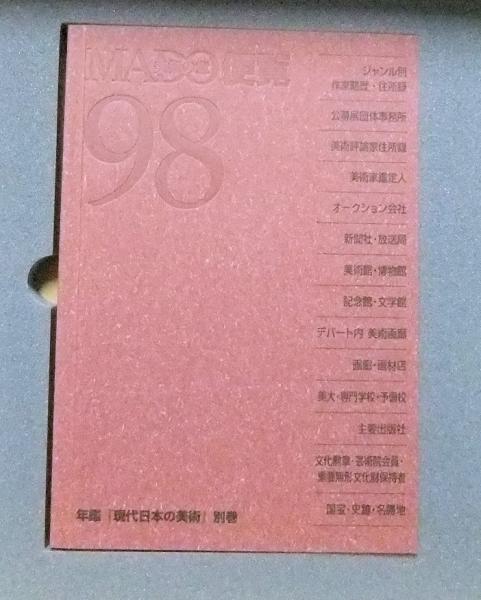 98
ジャンル別
作家略歴・住所録
公募展団体事務所
美術評論家住所録
美術家鑑定人
オークション会社
新聞社・放送局
美術館・博物館
記念館・文学館
デパート内 美術画廊
画廊・画材店
美大・専門学校・予備校
主要出版社
文化勲章・芸術院会員・
重要無形文化財保持者
国宝・史跡・名勝地
年鑑『現代日本の美術』別巻